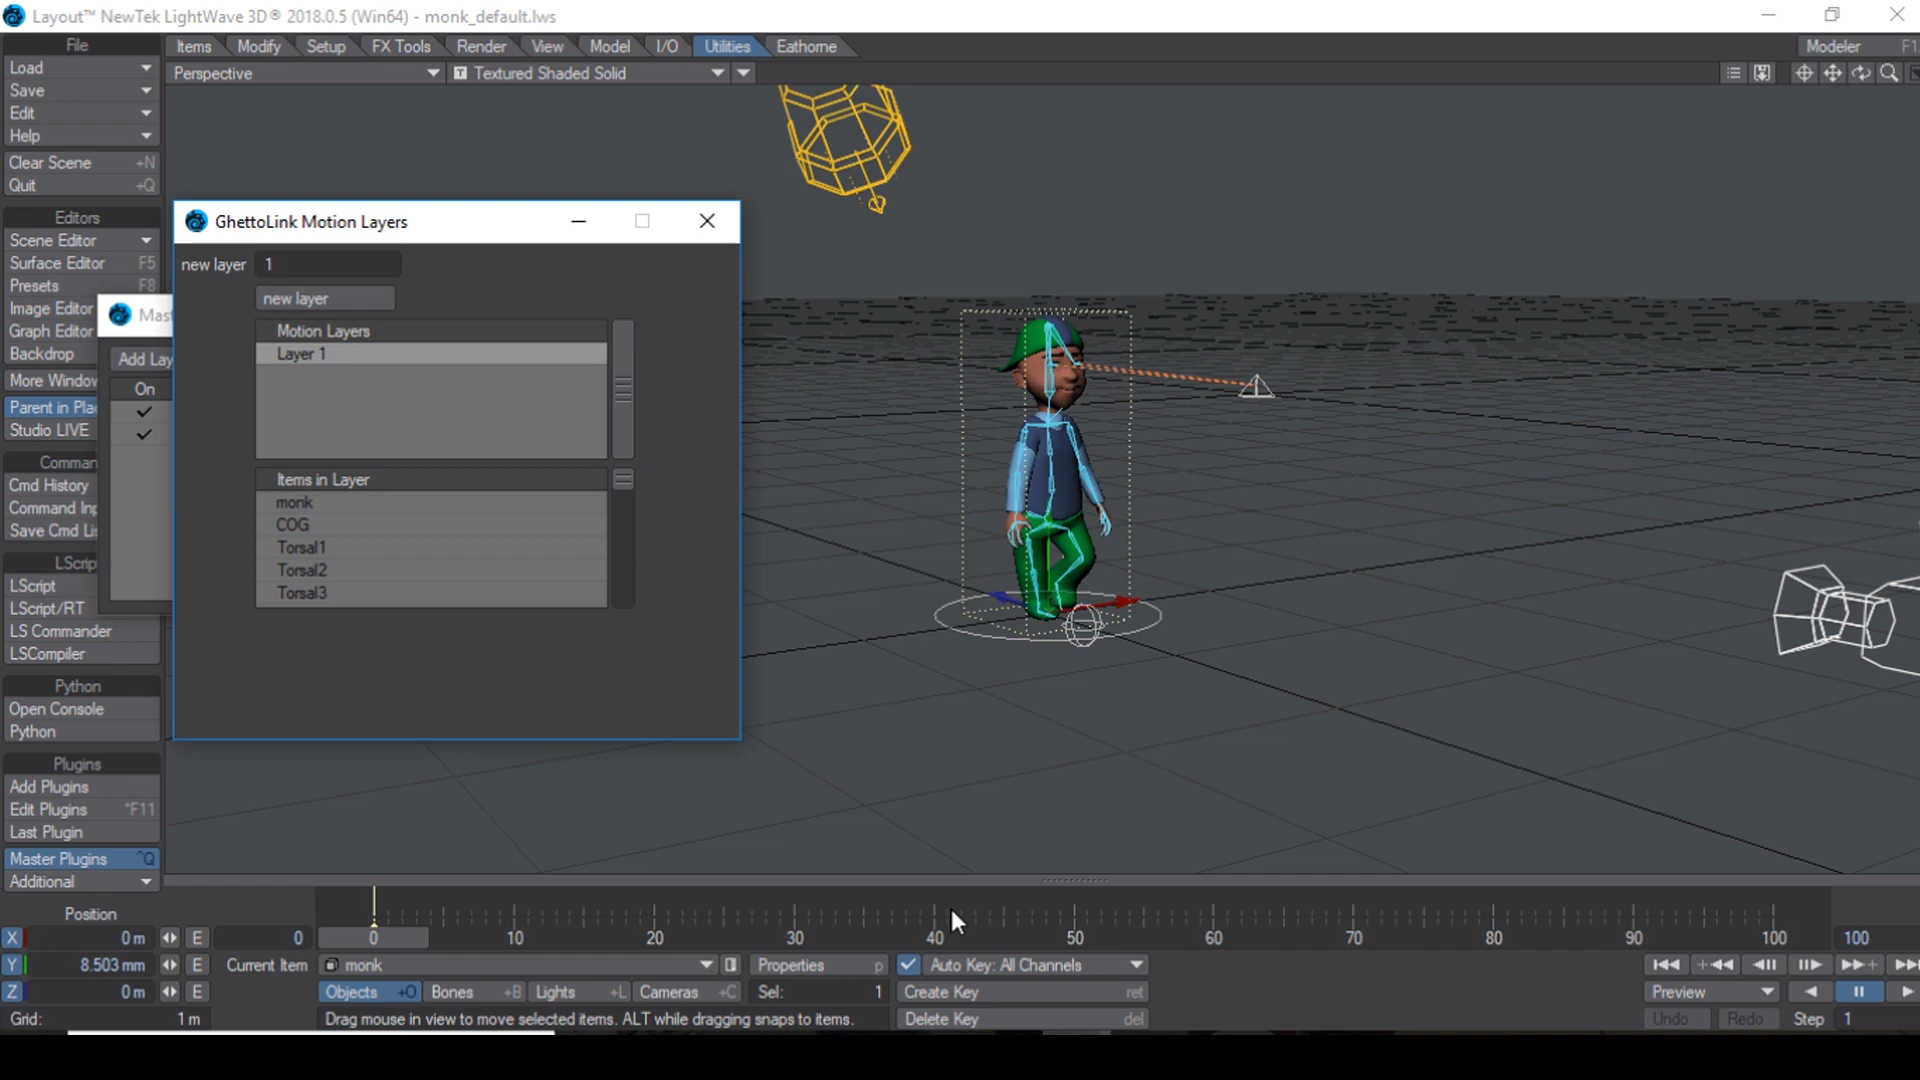 Layout™ NewTek LightWave 3D® 2018.0.5 (Win64) - monk_default.lws
File Items Modify Setup FX Tools Render View Model I/O Utilities Eathome Modeler
Load Perspective T Textured Shaded Solid
Save
Edit
Help
Clear Scene +N
Quit +Q
Editors
Scene Editor
Surface Editor F5
Presets F8
Image Editor
Graph Editor
Backdrop
More Window
Parent in Plac
Studio LIVE
Comman
Cmd History
Command Inp
Save Cmd Lis
LScrip
LScript
LScript/RT
LS Commander
LSCompiler
Python
Open Console
Python
Plugins
Add Plugins
Edit Plugins ^F11
Last Plugin
Master Plugins ^Q
Additional
Mast
Add Lay
On
GhettoLink Motion Layers
new layer 1
new layer
Motion Layers
Layer 1
Items in Layer
monk
COG
Torsal1
Torsal2
Torsal3
Position
X 0 m E 0 0 10 20 30 40 50 60 70 80 90 100 100
Y 8.503 mm E Current Item monk Properties p Auto Key: All Channels
Z 0 m E Objects +O Bones +B Lights +L Cameras +C Sel: 1 Create Key ret Preview
Grid: 1 m Drag mouse in view to move selected items. ALT while dragging snaps to items. Delete Key del Undo Redo Step 1